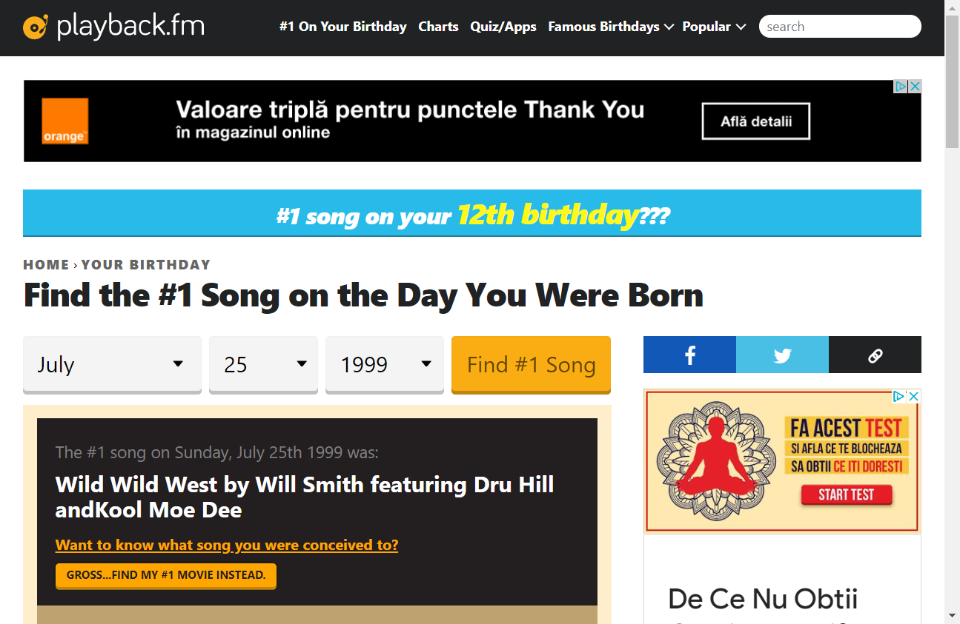 playback.fm
#1 On Your Birthday Charts Quiz/Apps Famous Birthdays Popular search
orange™
Valoare triplă pentru punctele Thank You
în magazinul online
Află detalii
#1 song on your 12th birthday???
HOME › YOUR BIRTHDAY
Find the #1 Song on the Day You Were Born
July 25 1999 Find #1 Song
The #1 song on Sunday, July 25th 1999 was:
Wild Wild West by Will Smith featuring Dru Hill
andKool Moe Dee
Want to know what song you were conceived to?
GROSS...FIND MY #1 MOVIE INSTEAD.
FA ACEST TEST
SI AFLA CE TE BLOCHEAZA
SA OBTII CE ITI DORESTI
START TEST
De Ce Nu Obtii